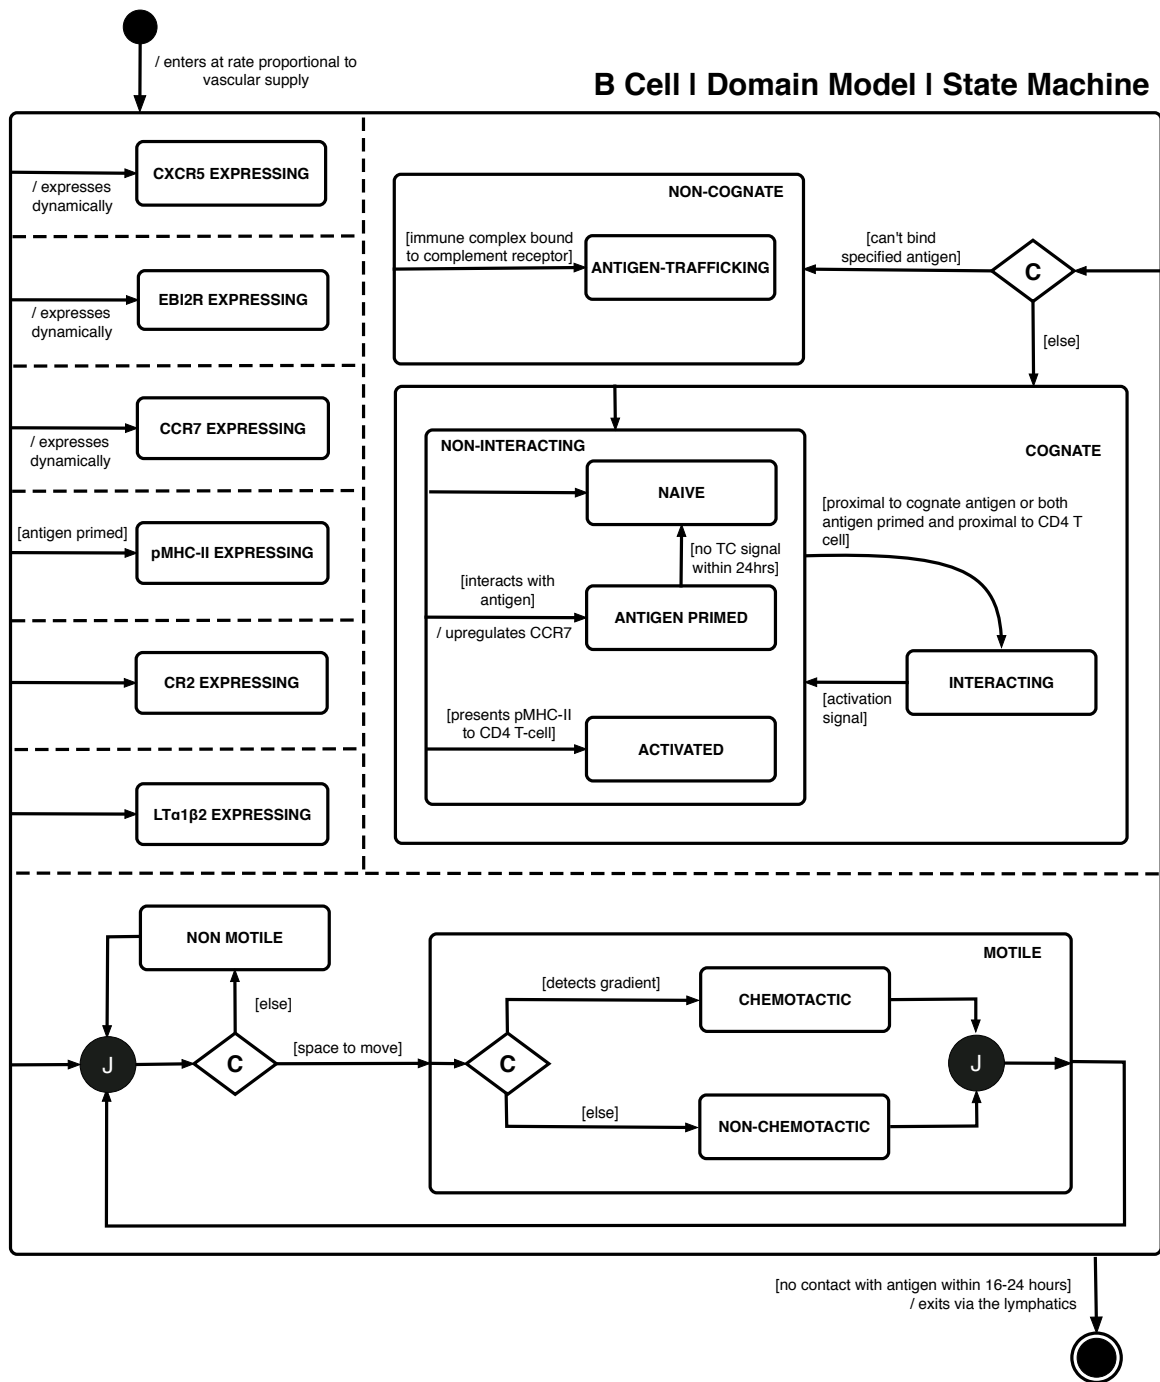 / enters at rate proportional to
vascular supply
B Cell | Domain Model | State Machine
CXCR5 EXPRESSING
/ expresses
dynamically
EBI2R EXPRESSING
/ expresses
dynamically
CCR7 EXPRESSING
/ expresses
dynamically
[antigen primed]
pMHC-II EXPRESSING
CR2 EXPRESSING
LTα1β2 EXPRESSING
NON-COGNATE
[immune complex bound
to complement receptor]
ANTIGEN-TRAFFICKING
[can't bind
specified antigen]
C
[else]
COGNATE
NON-INTERACTING
NAIVE
[no TC signal
within 24hrs]
[interacts with
antigen]
/ upregulates CCR7
ANTIGEN PRIMED
[presents pMHC-II
to CD4 T-cell]
ACTIVATED
[proximal to cognate antigen or both
antigen primed and proximal to CD4 T
cell]
INTERACTING
[activation
signal]
NON MOTILE
[else]
J
C
[space to move]
MOTILE
C
[detects gradient]
CHEMOTACTIC
[else]
NON-CHEMOTACTIC
J
[no contact with antigen within 16-24 hours]
/ exits via the lymphatics